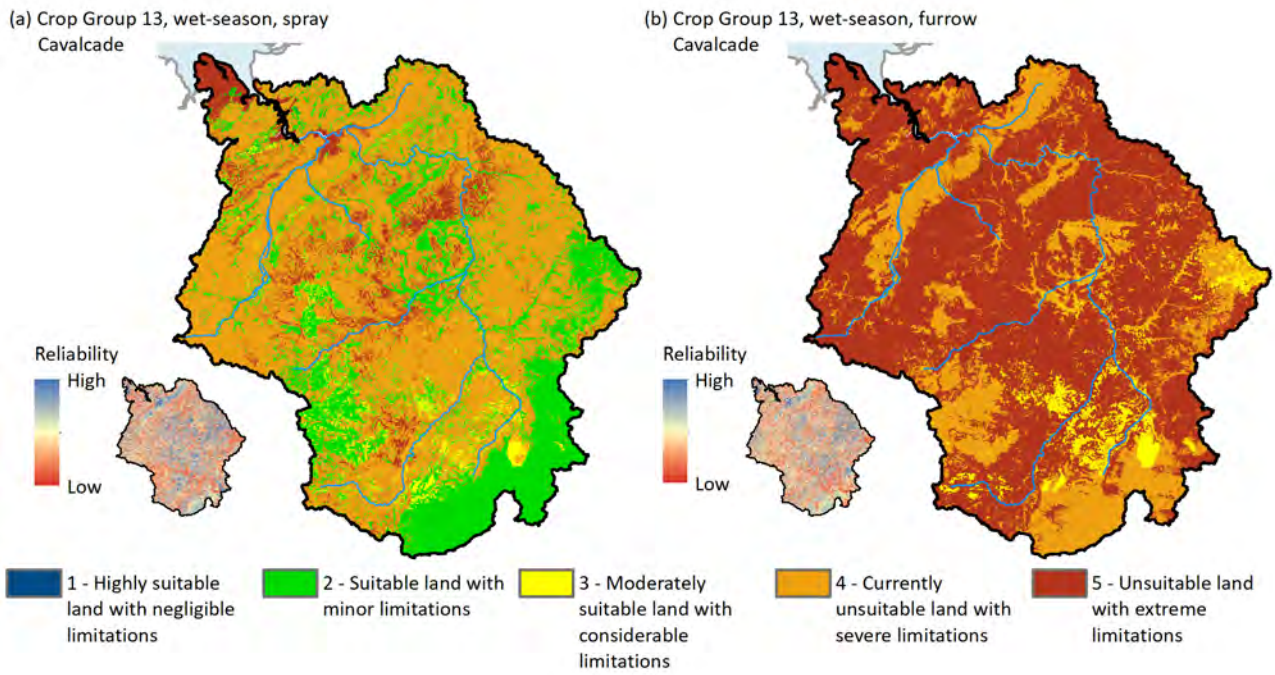 (a) Crop Group 13, wet-season, spray
Cavalcade
(b) Crop Group 13, wet-season, furrow
Cavalcade
Reliability
High
Low
Reliability
High
Low
1 - Highly suitable
land with negligible
limitations
2 - Suitable land with
minor limitations
3 - Moderately
suitable land with
considerable
limitations
4 - Currently
unsuitable land with
severe limitations
5 - Unsuitable land
with extreme
limitations